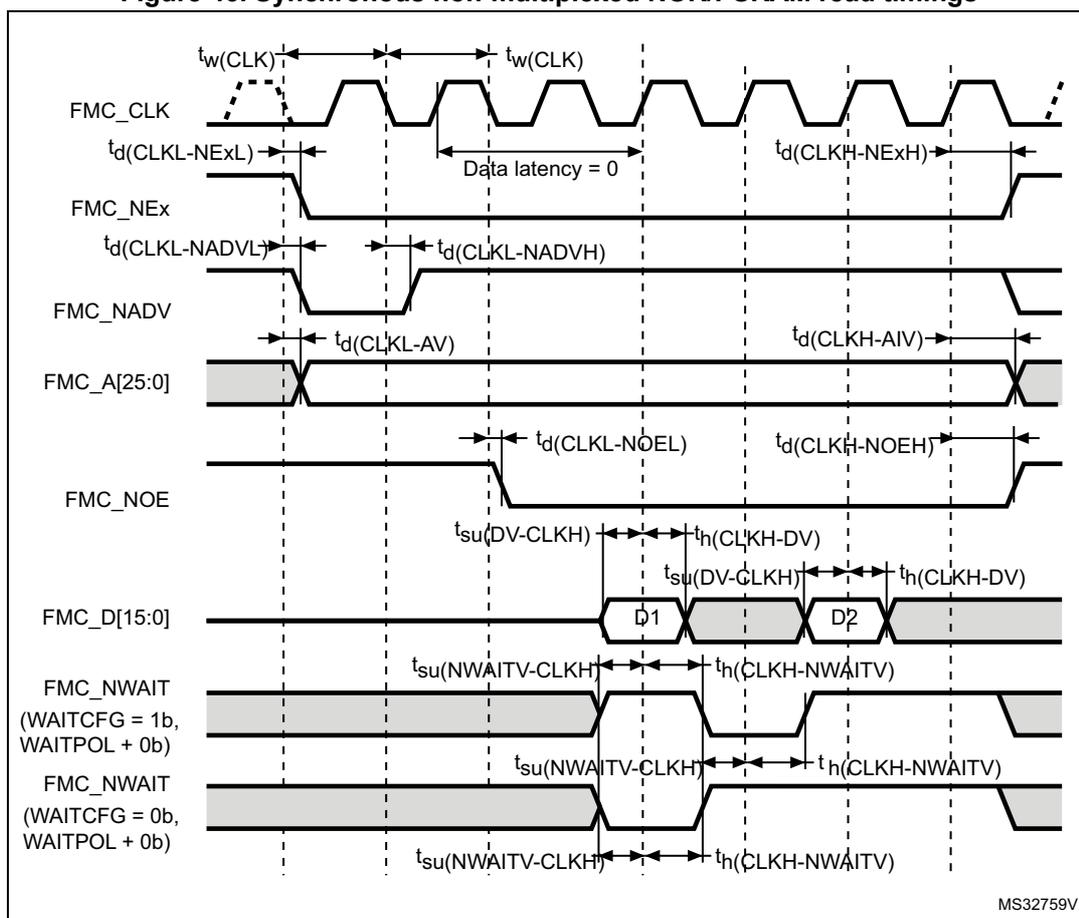 tw(CLK) tw(CLK)
FMC_CLK
td(CLKL-NExL) Data latency = 0 td(CLKH-NExH)
FMC_NEx
td(CLKL-NADVL) td(CLKL-NADVH)
FMC_NADV
td(CLKL-AV) td(CLKH-AIV)
FMC_A[25:0]
td(CLKL-NOEL) td(CLKH-NOEH)
FMC_NOE
tsu(DV-CLKH) th(CLKH-DV)
tsu(DV-CLKH) th(CLKH-DV)
FMC_D[15:0] D1 D2
tsu(NWAITV-CLKH) th(CLKH-NWAITV)
FMC_NWAIT
(WAITCFG = 1b,
WAITPOL + 0b)
tsu(NWAITV-CLKH) th(CLKH-NWAITV)
FMC_NWAIT
(WAITCFG = 0b,
WAITPOL + 0b)
tsu(NWAITV-CLKH) th(CLKH-NWAITV)